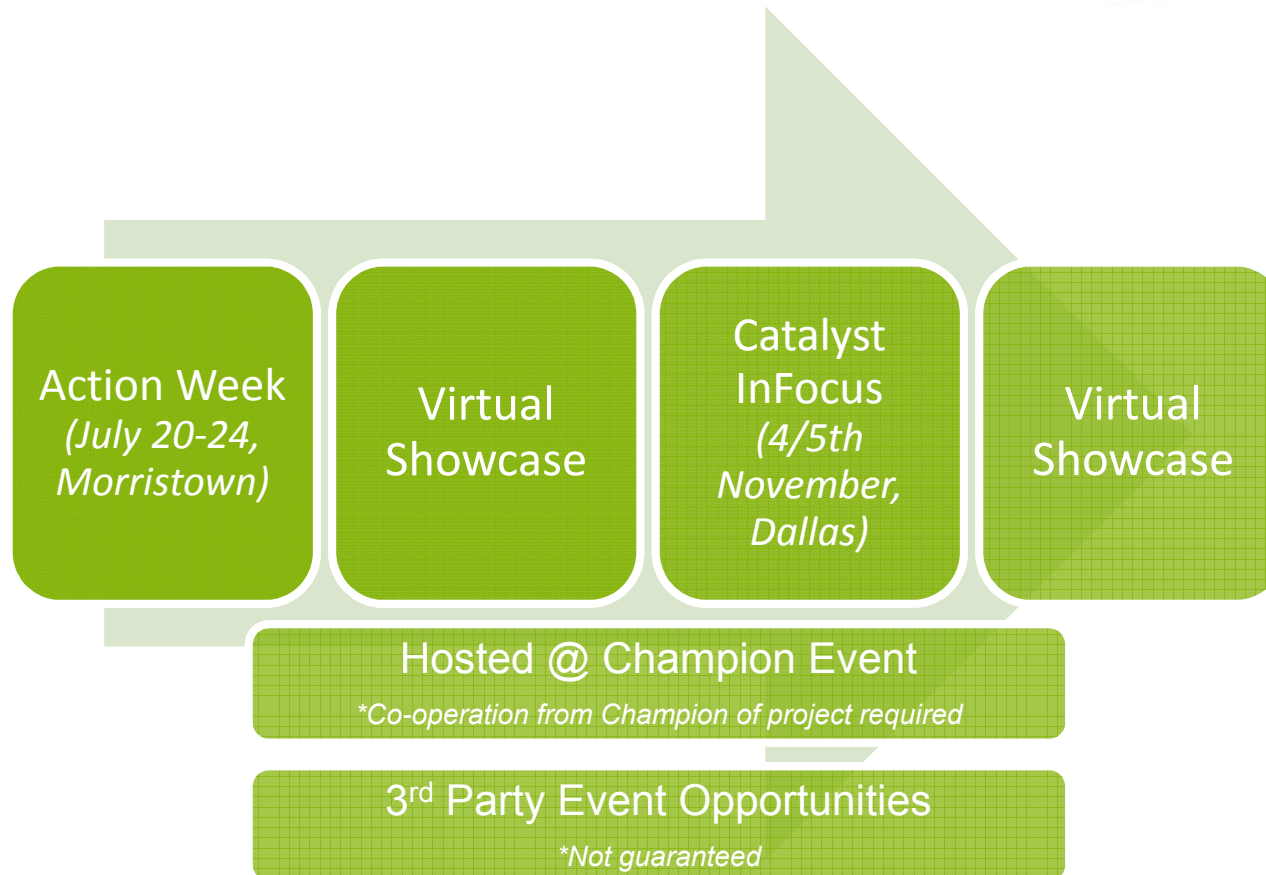 Action Week
(July 20-24,
Morristown)
Virtual
Showcase
Catalyst
InFocus
(4/5th
November,
Dallas)
Virtual
Showcase
Hosted @ Champion Event
*Co-operation from Champion of project required
3rd Party Event Opportunities
*Not guaranteed